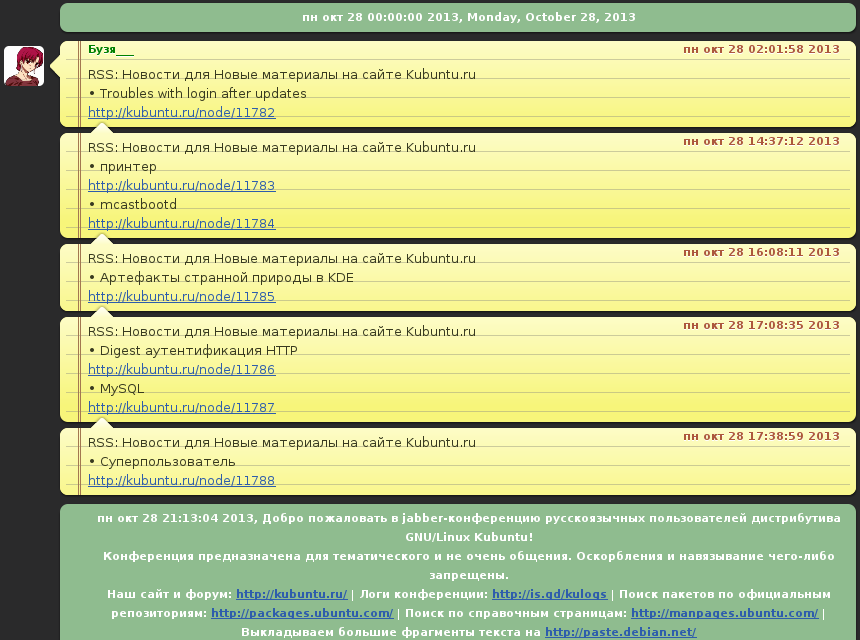 пн окт 28 00:00:00 2013, Monday, October 28, 2013
Бузя___ пн окт 28 02:01:58 2013
RSS: Новости для Новые материалы на сайте Kubuntu.ru
• Troubles with login after updates
http://kubuntu.ru/node/11782
пн окт 28 14:37:12 2013
RSS: Новости для Новые материалы на сайте Kubuntu.ru
• принтер
http://kubuntu.ru/node/11783
• mcastbootd
http://kubuntu.ru/node/11784
пн окт 28 16:08:11 2013
RSS: Новости для Новые материалы на сайте Kubuntu.ru
• Артефакты странной природы в KDE
http://kubuntu.ru/node/11785
пн окт 28 17:08:35 2013
RSS: Новости для Новые материалы на сайте Kubuntu.ru
• Digest аутентификация HTTP
http://kubuntu.ru/node/11786
• MySQL
http://kubuntu.ru/node/11787
пн окт 28 17:38:59 2013
RSS: Новости для Новые материалы на сайте Kubuntu.ru
• Суперпользователь
http://kubuntu.ru/node/11788
пн окт 28 21:13:04 2013, Добро пожаловать в jabber-конференцию русскоязычных пользователей дистрибутива
GNU/Linux Kubuntu!
Конференция предназначена для тематического и не очень общения. Оскорбления и навязывание чего-либо
запрещены.
Наш сайт и форум: http://kubuntu.ru/ | Логи конференции: http://is.gd/kulogs | Поиск пакетов по официальным
репозиториям: http://packages.ubuntu.com/ | Поиск по справочным страницам: http://manpages.ubuntu.com/ |
Выкладываем большие фрагменты текста на http://paste.debian.net/